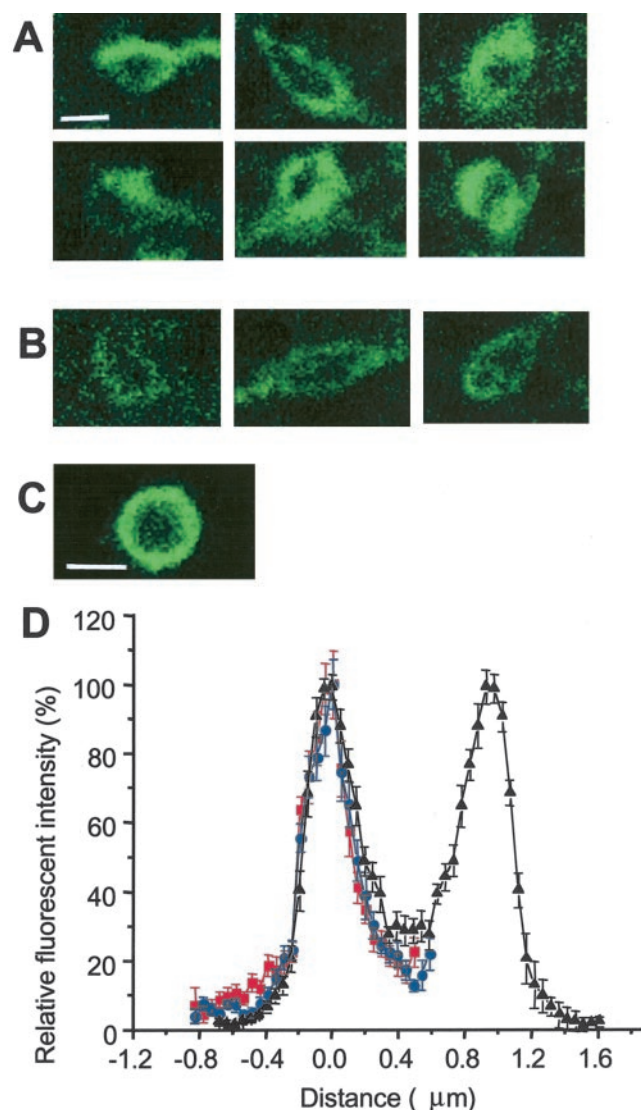 A
B
C
D
120
100
80
60
40
20
0
Relative fluorescent intensity (%)
-1.2 -0.8 -0.4 0.0 0.4 0.8 1.2 1.6
Distance ( μm)